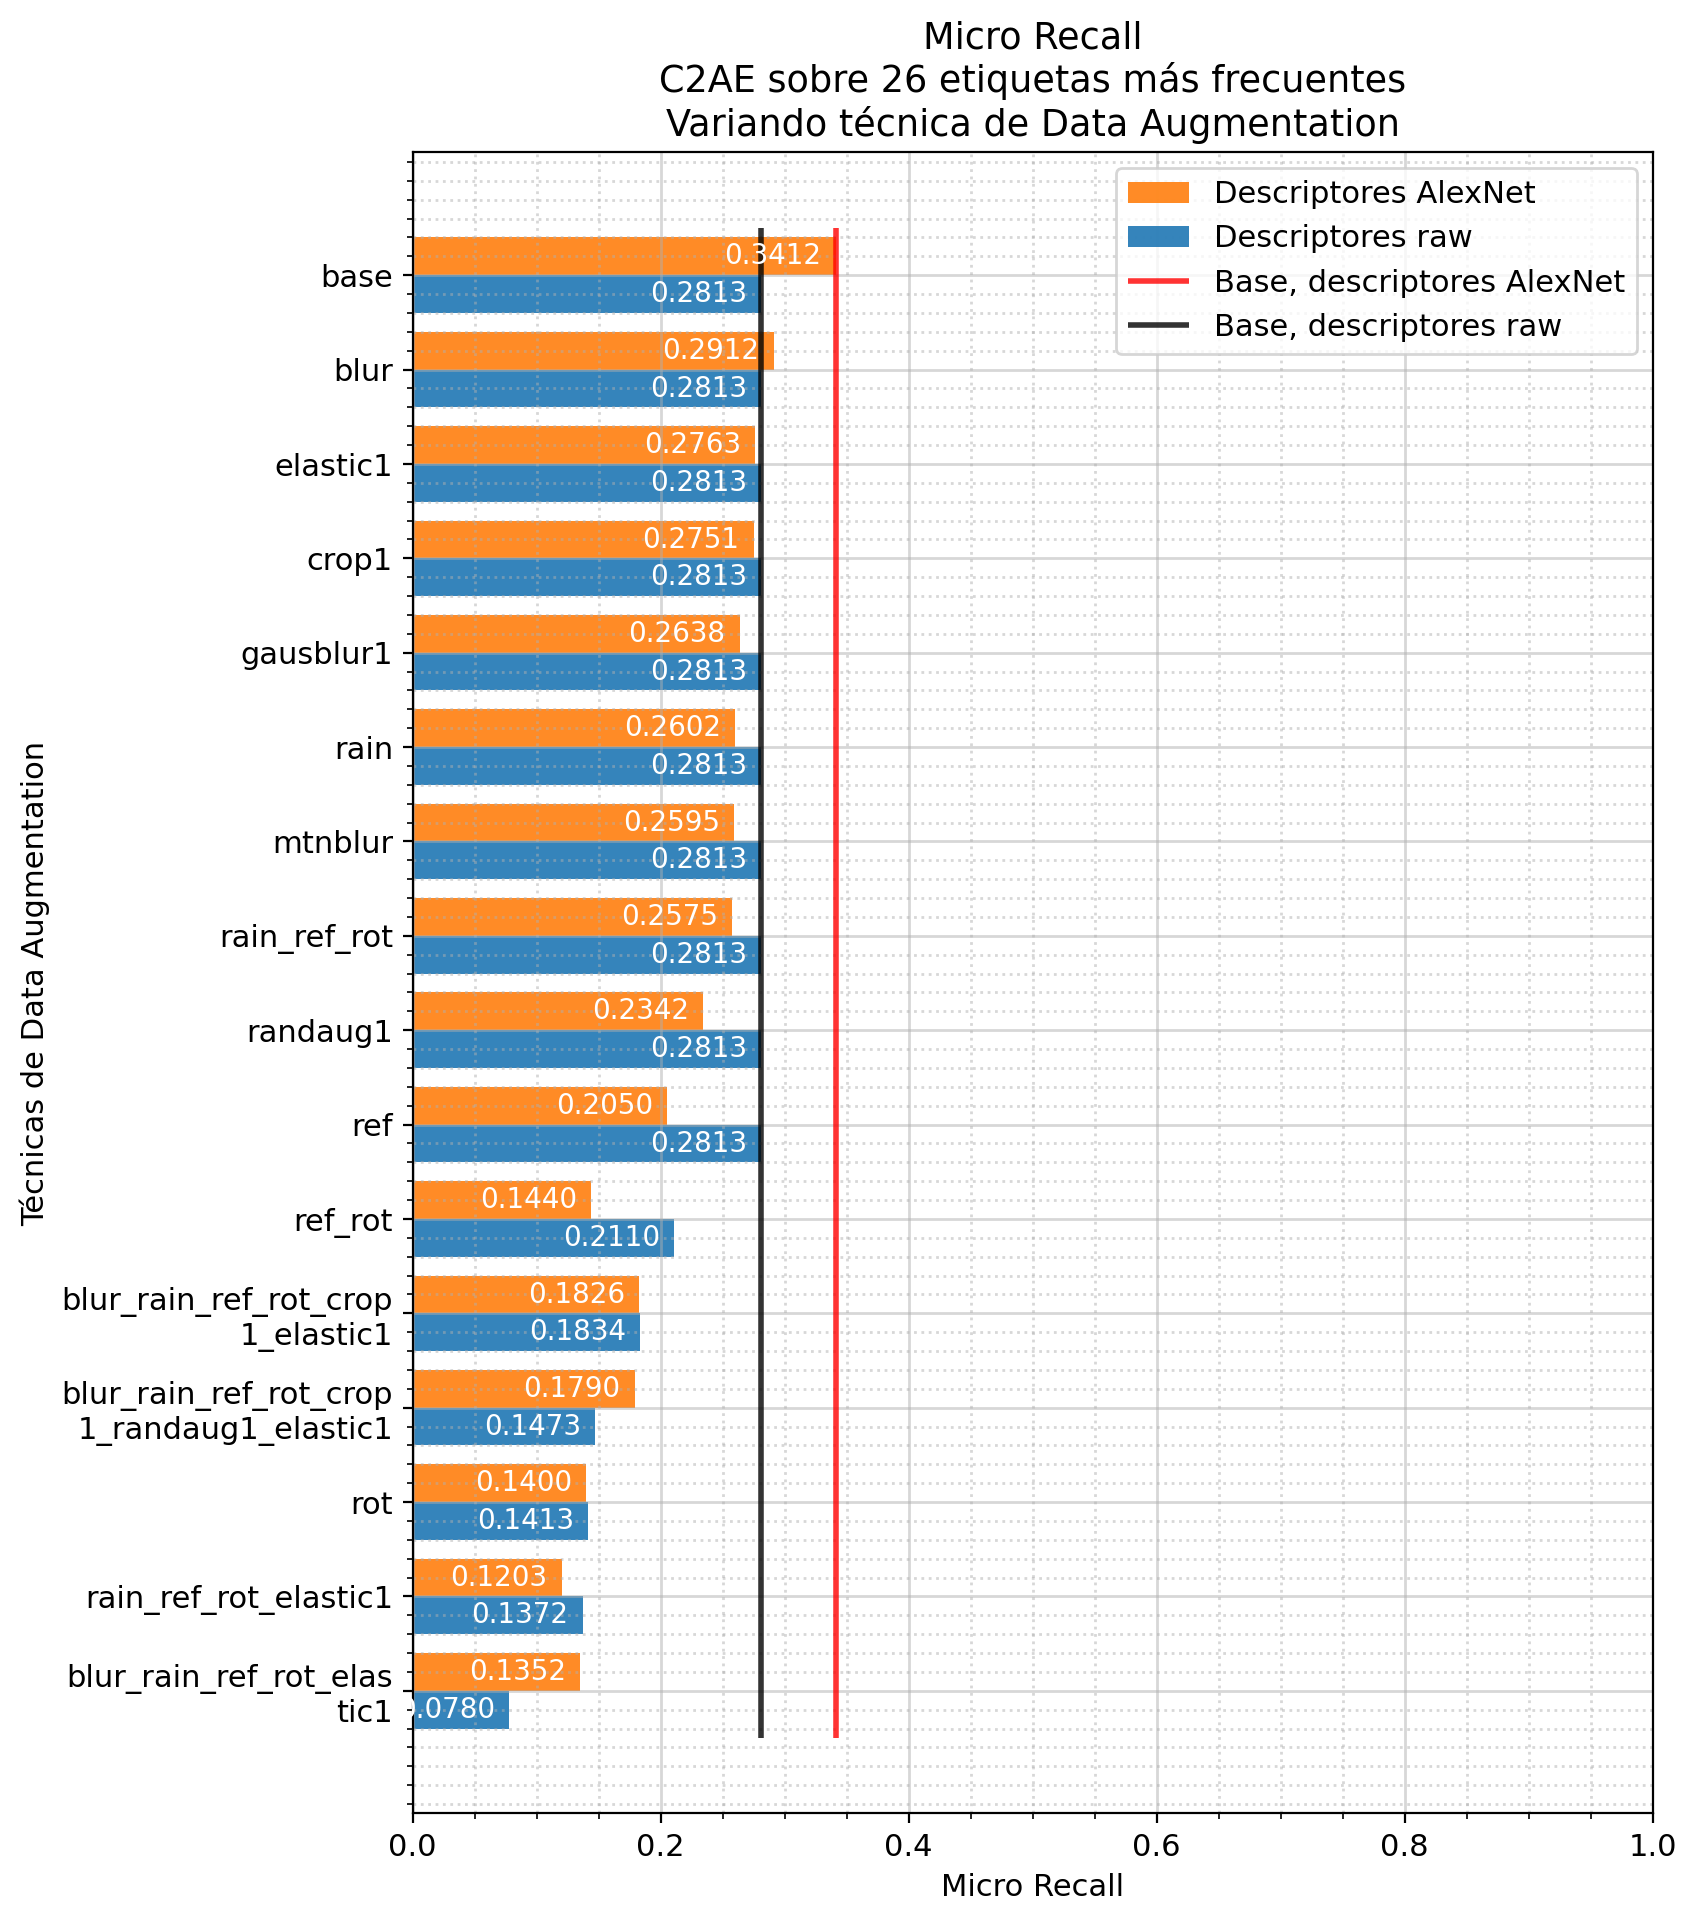 Micro Recall
C2AE sobre 26 etiquetas más frecuentes
Variando técnica de Data Augmentation
Descriptores AlexNet
Descriptores raw
Base, descriptores AlexNet
Base, descriptores raw
Técnicas de Data Augmentation
base
0.3412
0.2813
blur
0.2912
0.2813
elastic1
0.2763
0.2813
crop1
0.2751
0.2813
gausblur1
0.2638
0.2813
rain
0.2602
0.2813
mtnblur
0.2595
0.2813
rain_ref_rot
0.2575
0.2813
randaug1
0.2342
0.2813
ref
0.2050
0.2813
ref_rot
0.1440
0.2110
blur_rain_ref_rot_crop
1_elastic1
0.1826
0.1834
blur_rain_ref_rot_crop
1_randaug1_elastic1
0.1790
0.1473
rot
0.1400
0.1413
rain_ref_rot_elastic1
0.1203
0.1372
blur_rain_ref_rot_elas
tic1
0.1352
0.0780
0.0 0.2 0.4 0.6 0.8 1.0
Micro Recall